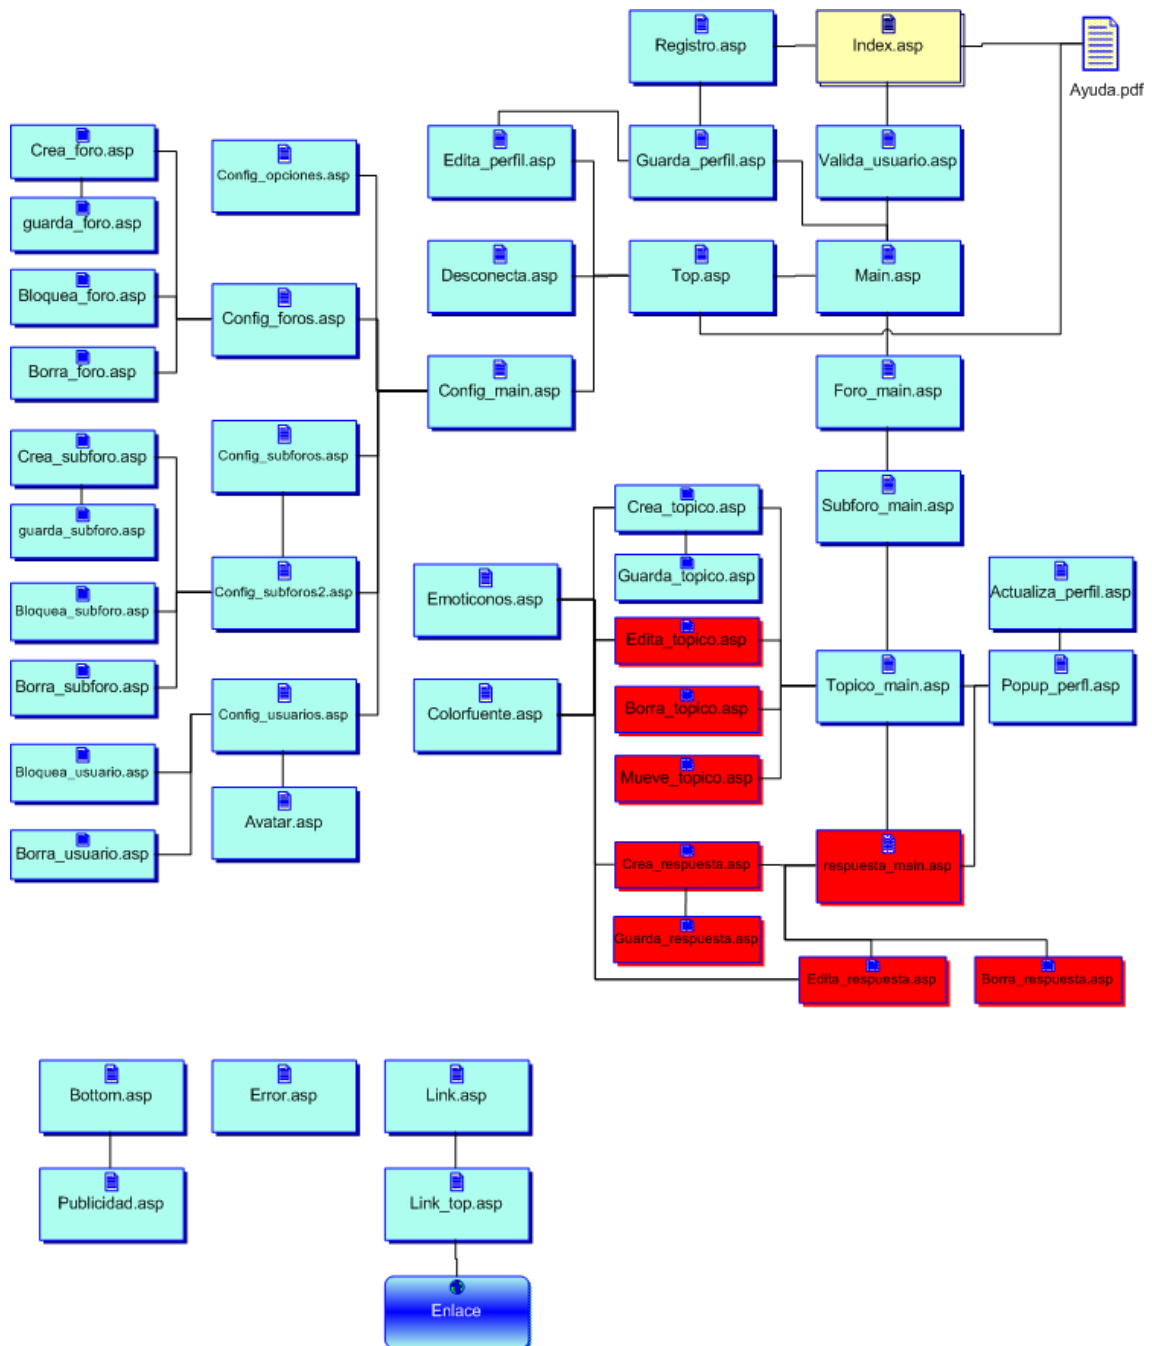 Registro.asp
Index.asp
Ayuda.pdf
Crea_foro.asp
Config_opciones.asp
Edita_perfil.asp
Guarda_perfil.asp
Valida_usuario.asp
guarda_foro.asp
Bloquea_foro.asp
Config_foros.asp
Desconecta.asp
Top.asp
Main.asp
Borra_foro.asp
Config_main.asp
Foro_main.asp
Crea_subforo.asp
Config_subforos.asp
guarda_subforo.asp
Crea_topico.asp
Subforo_main.asp
Bloquea_subforo.asp
Config_subforos2.asp
Emoticonos.asp
Guarda_topico.asp
Actualiza_perfil.asp
Edita_topico.asp
Borra_subforo.asp
Config_usuarios.asp
Colorfuente.asp
Borra_topico.asp
Topico_main.asp
Popup_perfl.asp
Bloquea_usuario.asp
Mueve_topico.asp
Avatar.asp
Borra_usuario.asp
Crea_respuesta.asp
respuesta_main.asp
Guarda_respuesta.asp
Edita_respuesta.asp
Borra_respuesta.asp
Bottom.asp
Error.asp
Link.asp
Publicidad.asp
Link_top.asp
Enlace